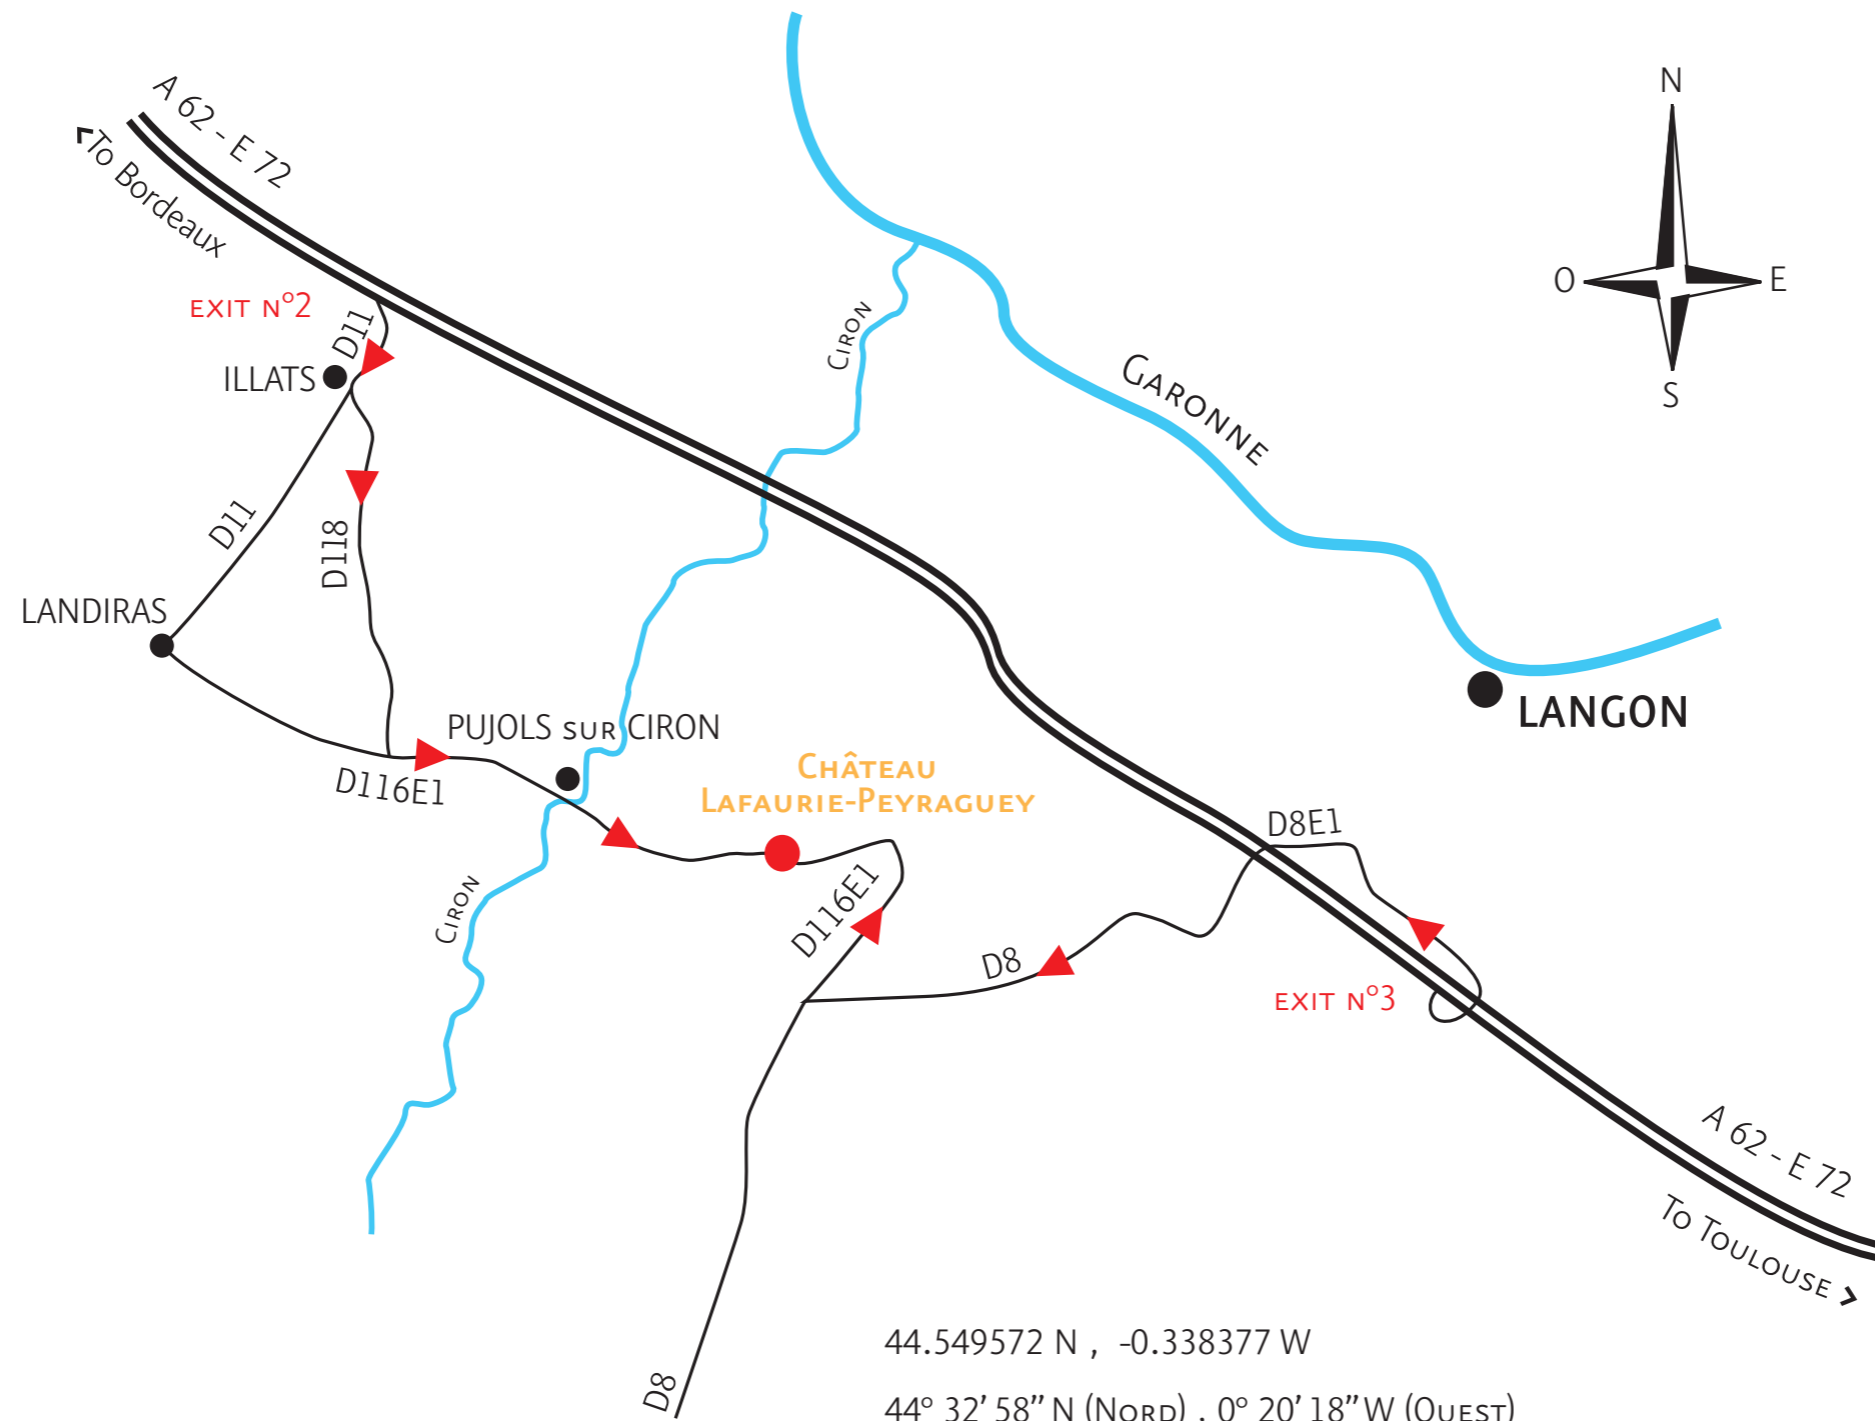 A 62 - E 72
<To Bordeaux
N
O
E
S
EXIT N°2
D11
ILLATS
CIRON
GARONNE
D11
D118
LANDIRAS
LANGON
PUJOLS SUR CIRON
D116E1
CHÂTEAU
LAFAURIE-PEYRAGUEY
D8E1
D116E1
CIRON
D8
EXIT N°3
A 62 - E 72
TO TOULOUSE >
44.549572 N , -0.338377 W
D8
44° 32' 58" N (NORD) , 0° 20' 18" W (OUEST)